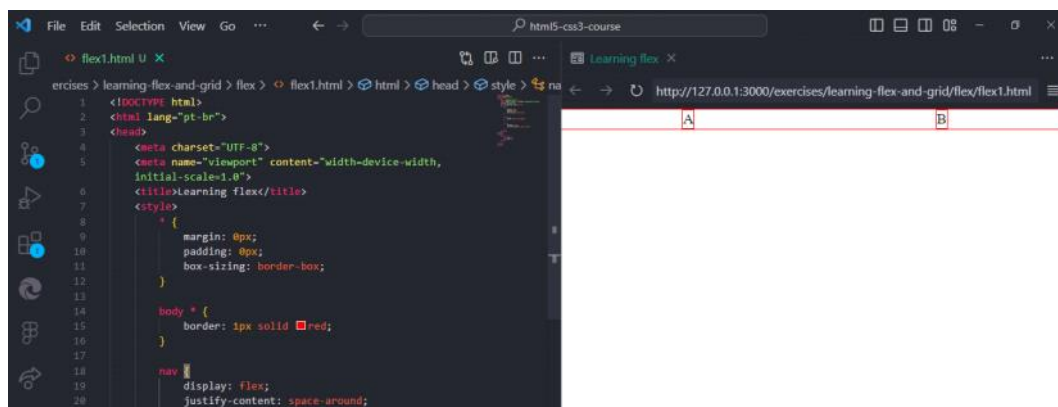 File Edit Selection View Go ··· html5-css3-course
flex1.html U
Learning flex
ercises > learning-flex-and-grid > flex > flex1.html > html > head > style > na
http://127.0.0.1:3000/exercises/learning-flex-and-grid/flex/flex1.html
1 <!DOCTYPE html>
2 <html lang="pt-br">
3 <head>
4 <meta charset="UTF-8">
5 <meta name="viewport" content="width=device-width,
initial-scale=1.0">
6 <title>Learning flex</title>
7 <style>
8 * {
9 margin: 0px;
10 padding: 0px;
11 box-sizing: border-box;
12 }
13
14 body * {
15 border: 1px solid red;
16 }
17
18 nav {
19 display: flex;
20 justify-content: space-around;
A B